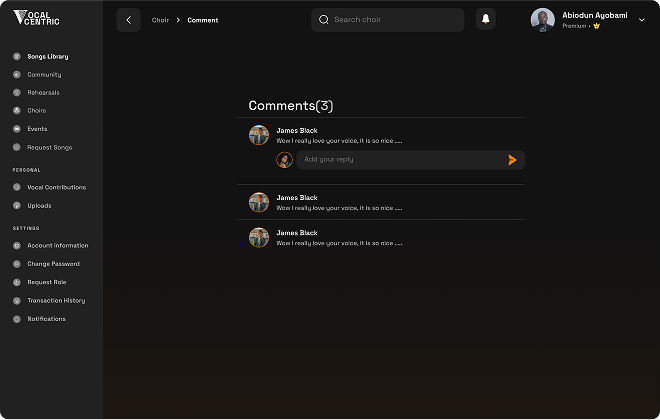 VOCAL
CENTRIC
Choir > Comment
Search choir
Abiodun Ayobami
Premium •
Songs Library
Community
Rehearsals
Choirs
Events
Request Songs
PERSONAL
Vocal Contributions
Uploads
SETTINGS
Account information
Change Password
Request Role
Transaction History
Notifications
Comments(3)
James Black
Wow I really love your voice, it is so nice .....
Add your reply
James Black
Wow I really love your voice, it is so nice .....
James Black
Wow I really love your voice, it is so nice .....